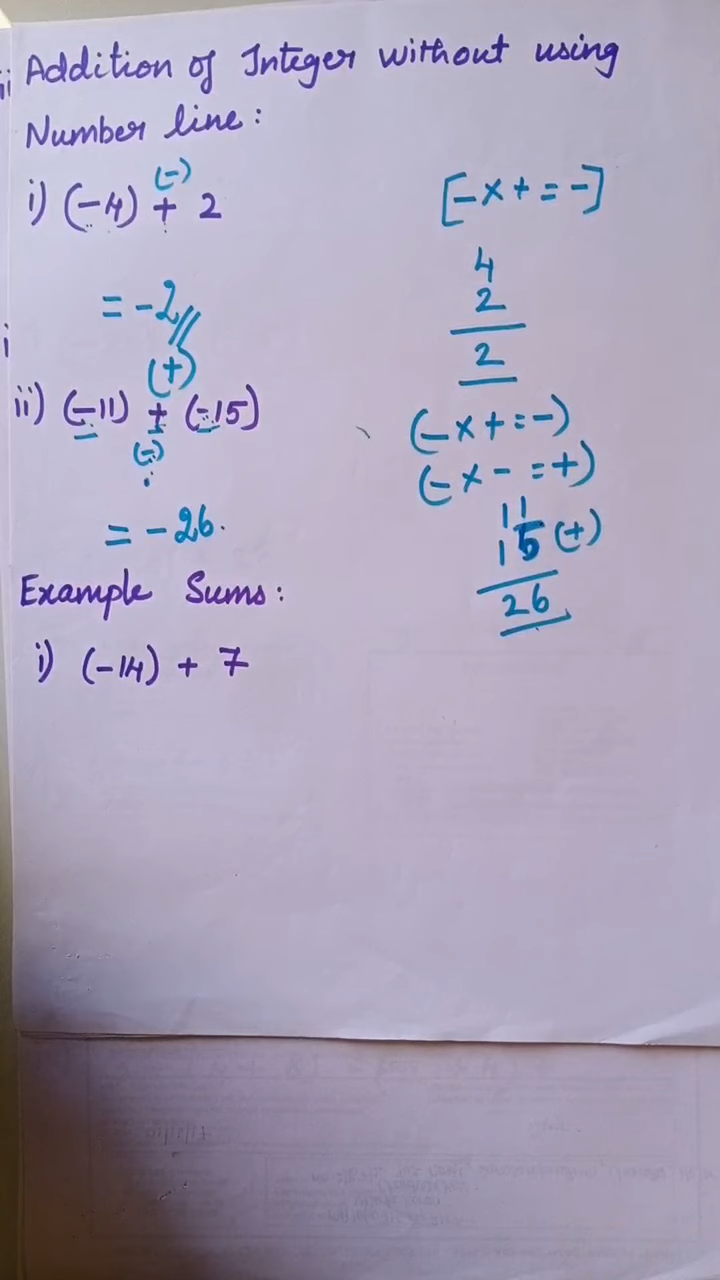 Addition of Integer without using
Number line:
(-)
i) (-4) + 2
[- x + = -]
4
2
2
= -2//
(+)
ii) (-11) + (-15)
(-)
(- x + = -)
(- x - = +)
11
15 (+)
26
= -26.
Example Sums:
i) (-14) + 7